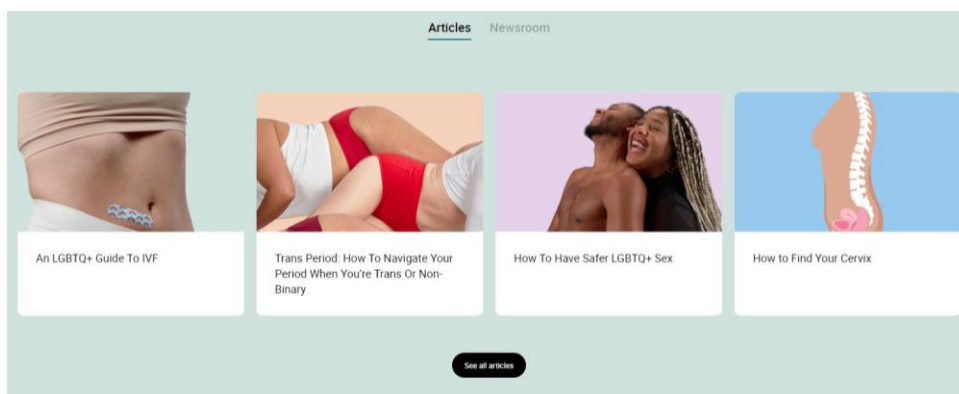 Articles Newsroom
An LGBTQ+ Guide To IVF
Trans Period: How To Navigate Your
Period When You're Trans Or Non-
Binary
How To Have Safer LGBTQ+ Sex
How to Find Your Cervix
See all articles